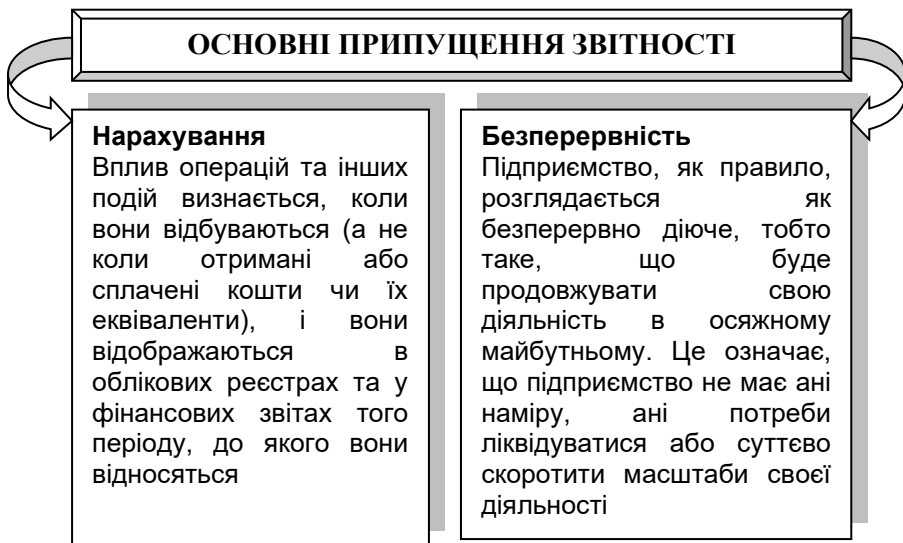 ОСНОВНІ ПРИПУЩЕННЯ ЗВІТНОСТІ
Нарахування
Вплив операцій та інших
подій визнається, коли
вони відбуваються (а не
коли отримані або
сплачені кошти чи їх
еквіваленти), і вони
відображаються в
облікових реєстрах та у
фінансових звітах того
періоду, до якого вони
відносяться
Безперервність
Підприємство, як правило,
розглядається як
безперервно діюче, тобто
таке, що буде
продовжувати свою
діяльність в осяжному
майбутньому. Це означає,
що підприємство не має ані
наміру, ані потреби
ліквідуватися або суттєво
скоротити масштаби своєї
діяльності